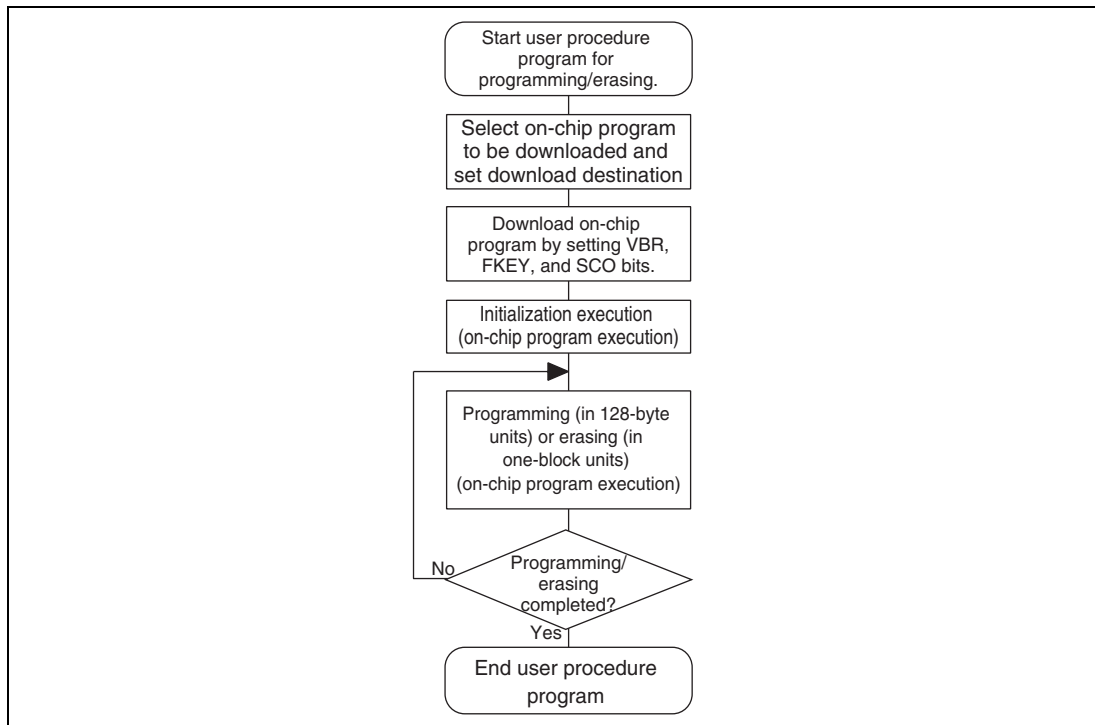 Start user procedure
program for
programming/erasing.
Select on-chip program
to be downloaded and
set download destination
Download on-chip
program by setting VBR,
FKEY, and SCO bits.
Initialization execution
(on-chip program execution)
Programming (in 128-byte
units) or erasing (in
one-block units)
(on-chip program execution)
No
Programming/
erasing
completed?
Yes
End user procedure
program